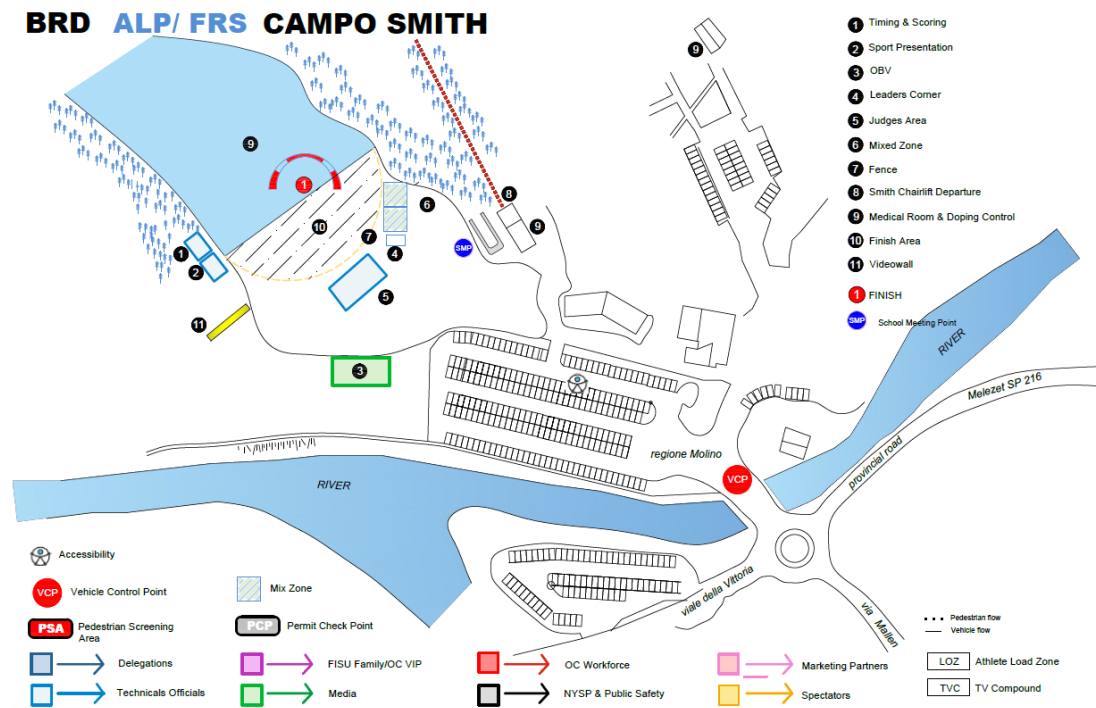 BRD ALP/ FRS CAMPO SMITH
1 Timing & Scoring
2 Sport Presentation
3 OBV
4 Leaders Corner
5 Judges Area
6 Mixed Zone
7 Fence
8 Smith Chairlift Departure
9 Medical Room & Doping Control
10 Finish Area
11 Videowall
1 FINISH
SMP School Meeting Point
9
9
1
8
6
10
9
7
SMP
1
4
2
5
11
3
RIVER
Melezet SP 216
provincial road
regione Molino
VCP
RIVER
viale della Vittoria
via Mallen
Accessibility
VCP Vehicle Control Point
Mix Zone
PSA Pedestrian Screening
Area
PCP Permit Check Point
Pedestrian flow
Vehicle flow
Delegations
FISU Family/OC VIP
OC Workforce
Marketing Partners
LOZ Athlete Load Zone
Technicals Officials
Media
NYSP & Public Safety
Spectators
TVC TV Compound